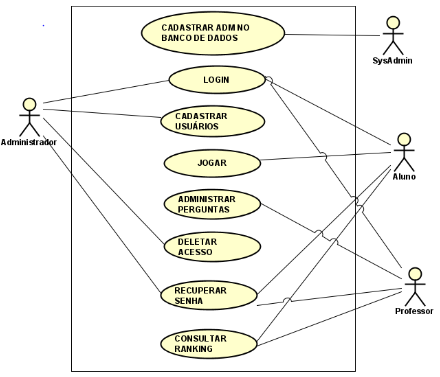 CADASTRAR ADM NO
BANCO DE DADOS
SysAdmin
LOGIN
CADASTRAR
USUÁRIOS
Administrador
JOGAR
Aluno
ADMINISTRAR
PERGUNTAS
DELETAR
ACESSO
RECUPERAR
SENHA
Professor
CONSULTAR
RANKING